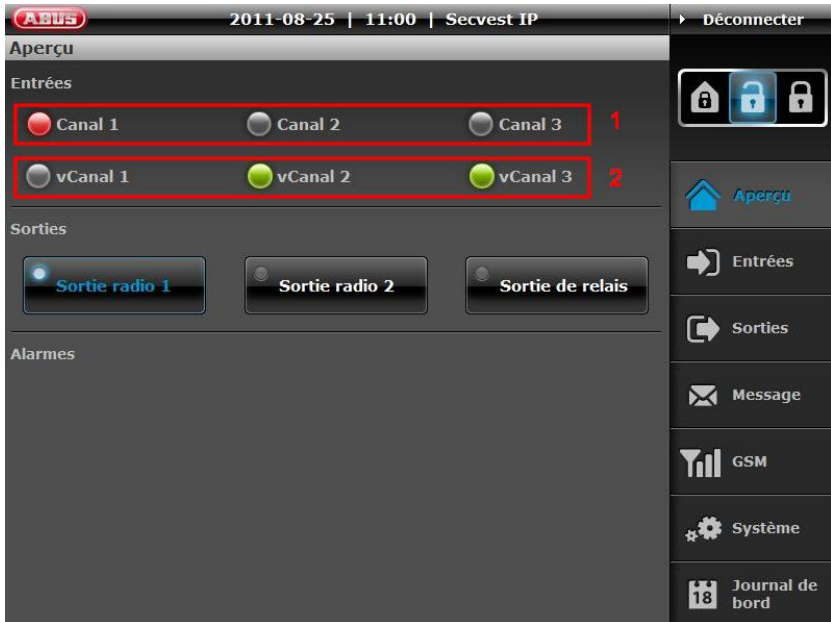 ABUS
2011-08-25 | 11:00 | Secvest IP
Déconnecter
Aperçu
Entrées
Canal 1 Canal 2 Canal 3 1
vCanal 1 vCanal 2 vCanal 3 2
Sorties
Sortie radio 1 Sortie radio 2 Sortie de relais
Alarmes
Aperçu
Entrées
Sorties
Message
GSM
Système
18
Journal de
bord